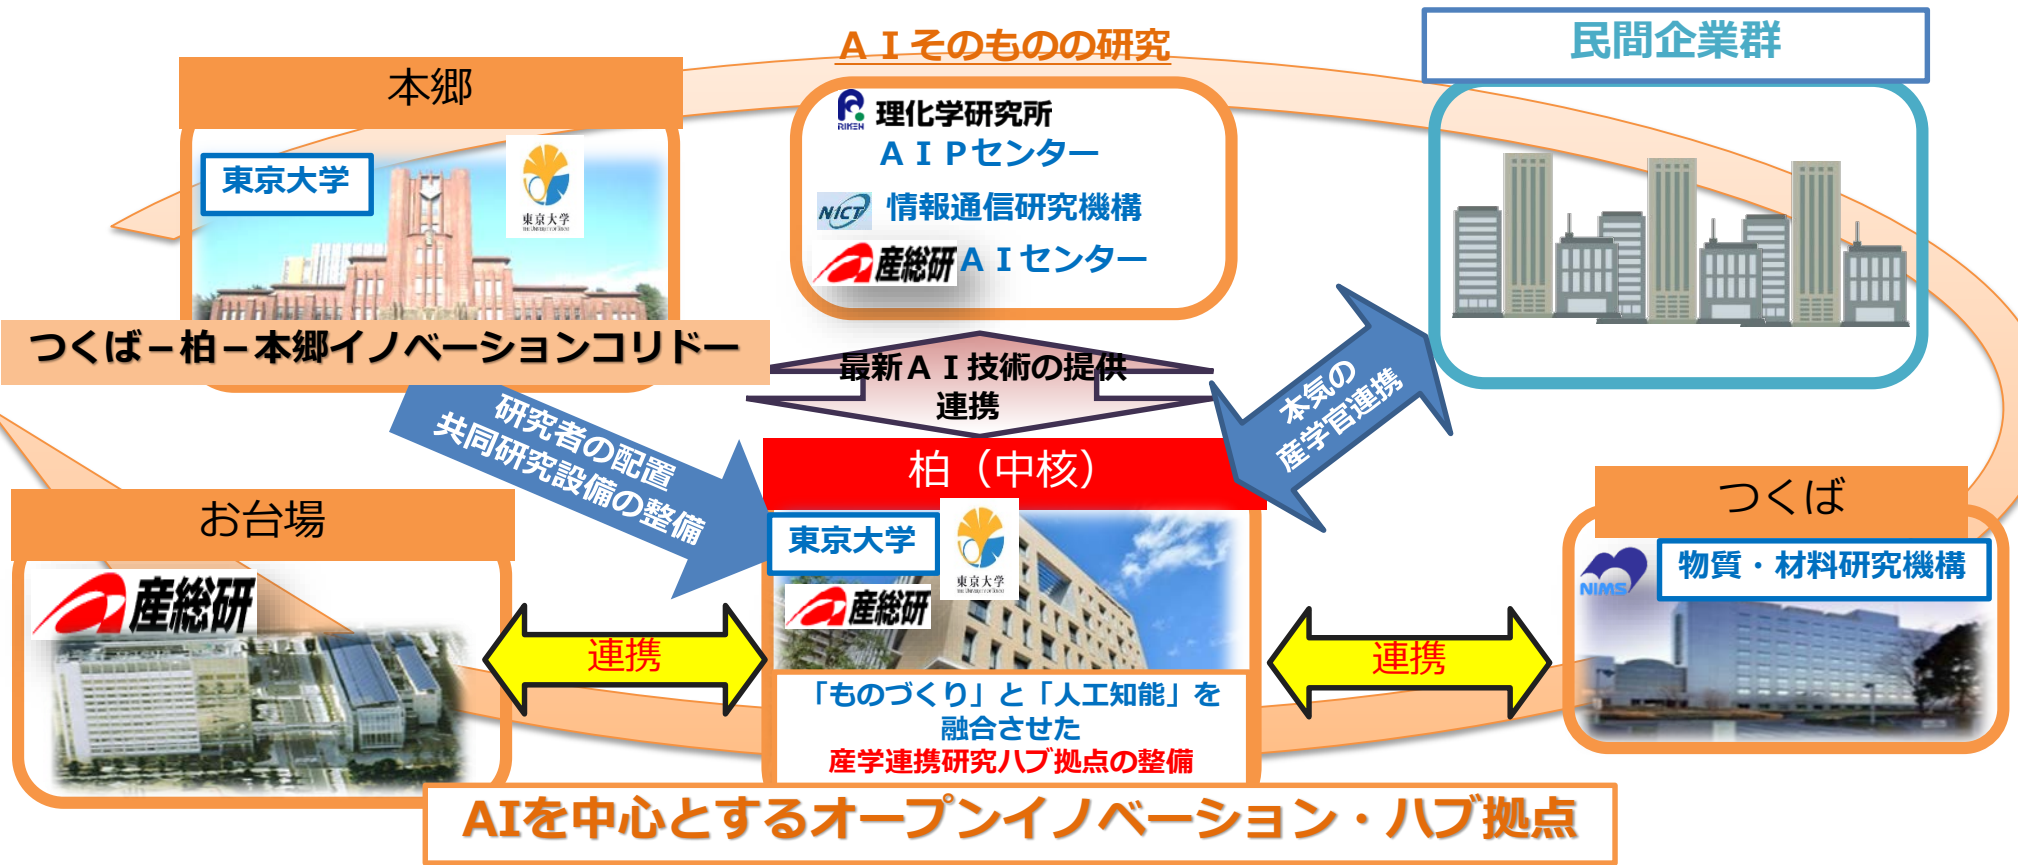 ＡＩそのものの研究
民間企業群
本郷
理化学研究所
RIKEN
ＡＩＰセンター
東京大学
東京大学
NICT 情報通信研究機構
産総研 ＡＩセンター
つくば－柏－本郷イノベーションコリドー
最新ＡＩ技術の提供
連携
本気の
産学官連携
研究者の配置
共同研究設備の整備
柏（中核）
つくば
お台場
東京大学
東京大学
NIMS
物質・材料研究機構
産総研
産総研
連携
連携
「ものづくり」と「人工知能」を
融合させた
産学連携研究ハブ拠点の整備
AIを中心とするオープンイノベーション・ハブ拠点